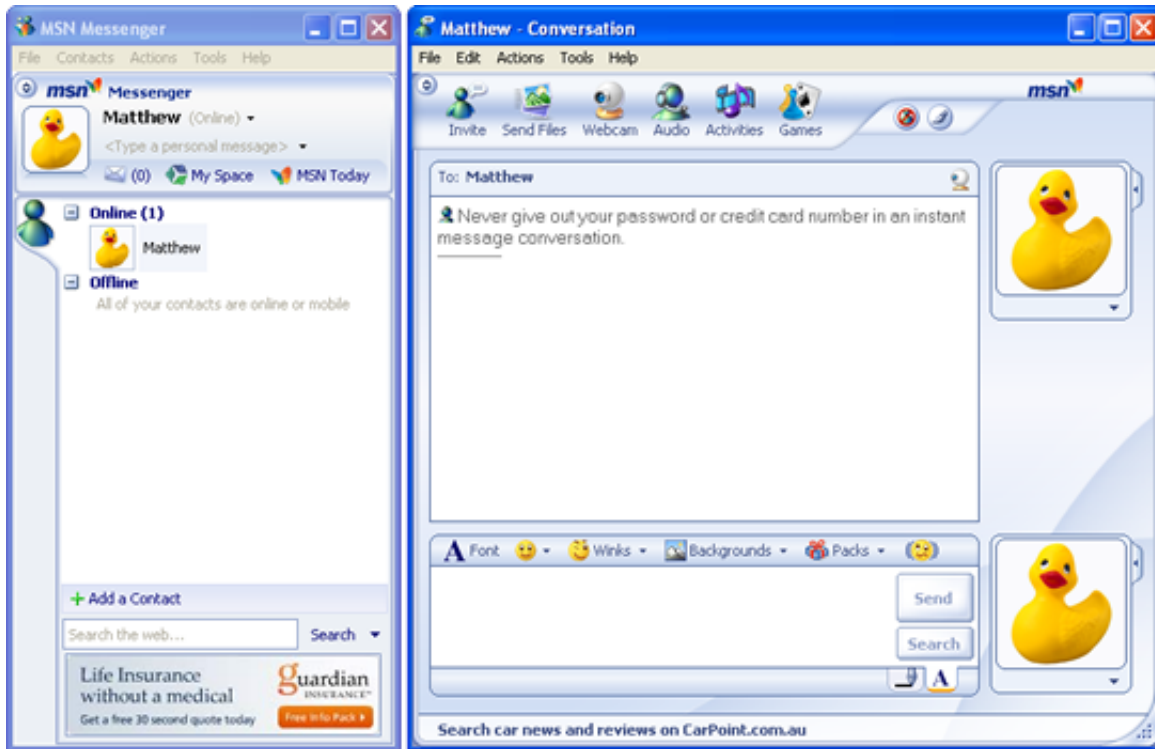 MSN Messenger
File Contacts Actions Tools Help
msn Messenger
Matthew (Online)
<Type a personal message>
(0) My Space MSN Today
Online (1)
Matthew
Offline
All of your contacts are online or mobile
Add a Contact
Search the web...
Search
Life Insurance
without a medical
Get a free 30 second quote today
guardian
INSURANCE
Free Info Pack
Matthew - Conversation
File Edit Actions Tools Help
Invite Send Files Webcam Audio Activities Games
msn
To: Matthew
Never give out your password or credit card number in an instant
message conversation.
A Font Winks Backgrounds Packs
Send
Search
A
Search car news and reviews on CarPoint.com.au